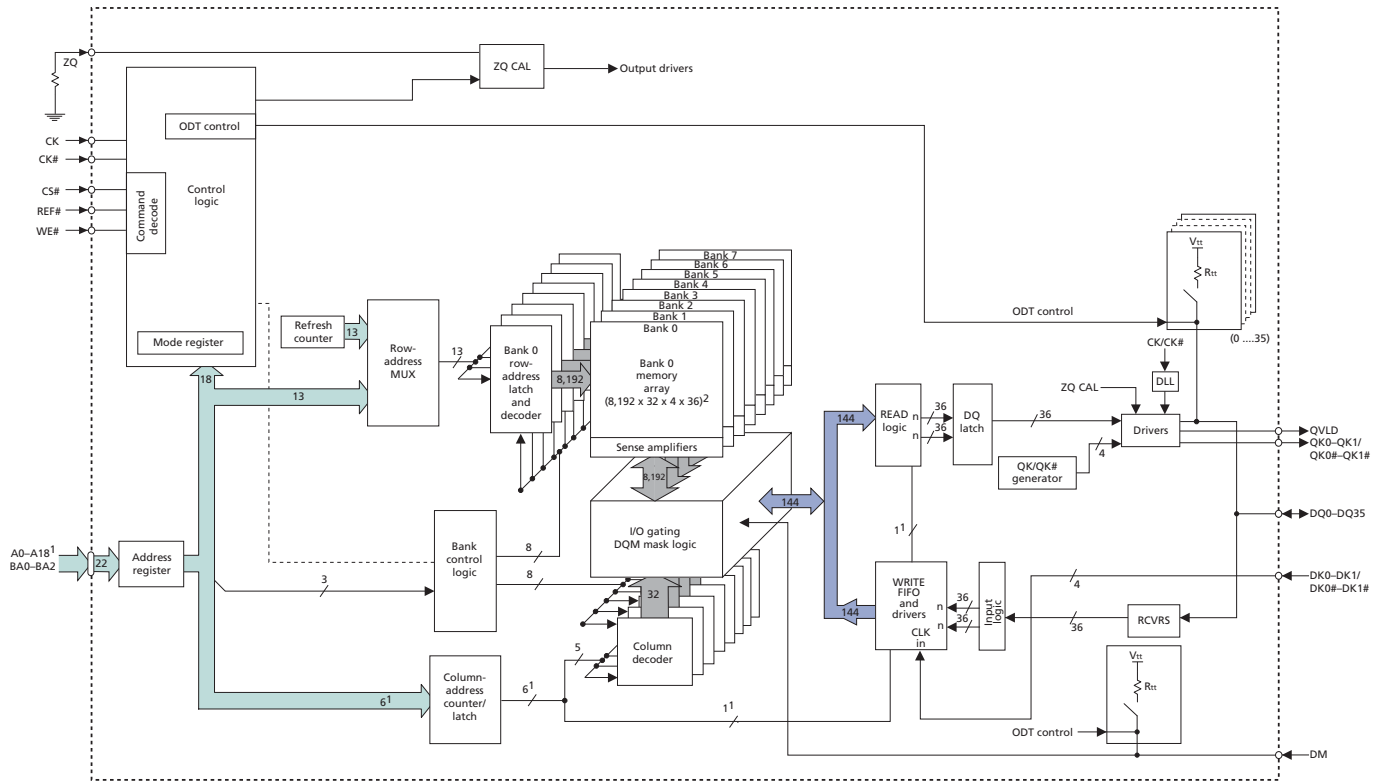 ZQ
ZQ CAL
Output drivers
ODT control
CK
CK#
CS#
REF#
WE#
Command
decode
Control
logic
Mode register
18
Refresh
counter
13
Row-
address
MUX
13
13
Bank 0
row-
address
latch
and
decoder
8,192
Bank 7
Bank 6
Bank 5
Bank 4
Bank 3
Bank 2
Bank 1
Bank 0
Bank 0
memory
array
(8,192 x 32 x 4 x 36)2
Sense amplifiers
8,192
I/O gating
DQM mask logic
32
Column
decoder
5
A0–A181
BA0–BA2
22
Address
register
3
Bank
control
logic
8
8
61
Column-
address
counter/
latch
61
11
144
144
144
READ
logic
n
n
36
36
DQ
latch
36
11
WRITE
FIFO
and
drivers
CLK
in
n
n
36
36
Input
logic
36
RCVRS
ODT control
Vtt
Rtt
(0 ....35)
CK/CK#
DLL
ZQ CAL
Drivers
QK/QK#
generator
4
QVLD
QK0–QK1/
QK0#–QK1#
DQ0–DQ35
4
DK0–DK1/
DK0#–DK1#
Vtt
Rtt
ODT control
DM